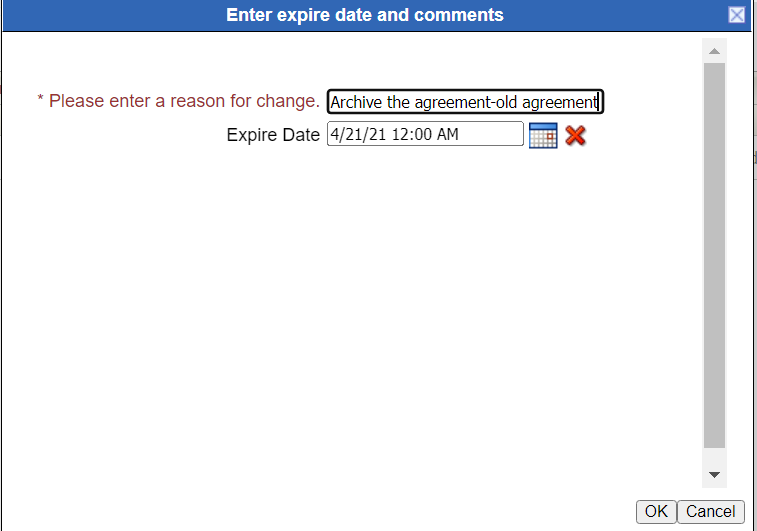 Enter expire date and comments
* Please enter a reason for change. Archive the agreement-old agreement
Expire Date 4/21/21 12:00 AM
OK Cancel